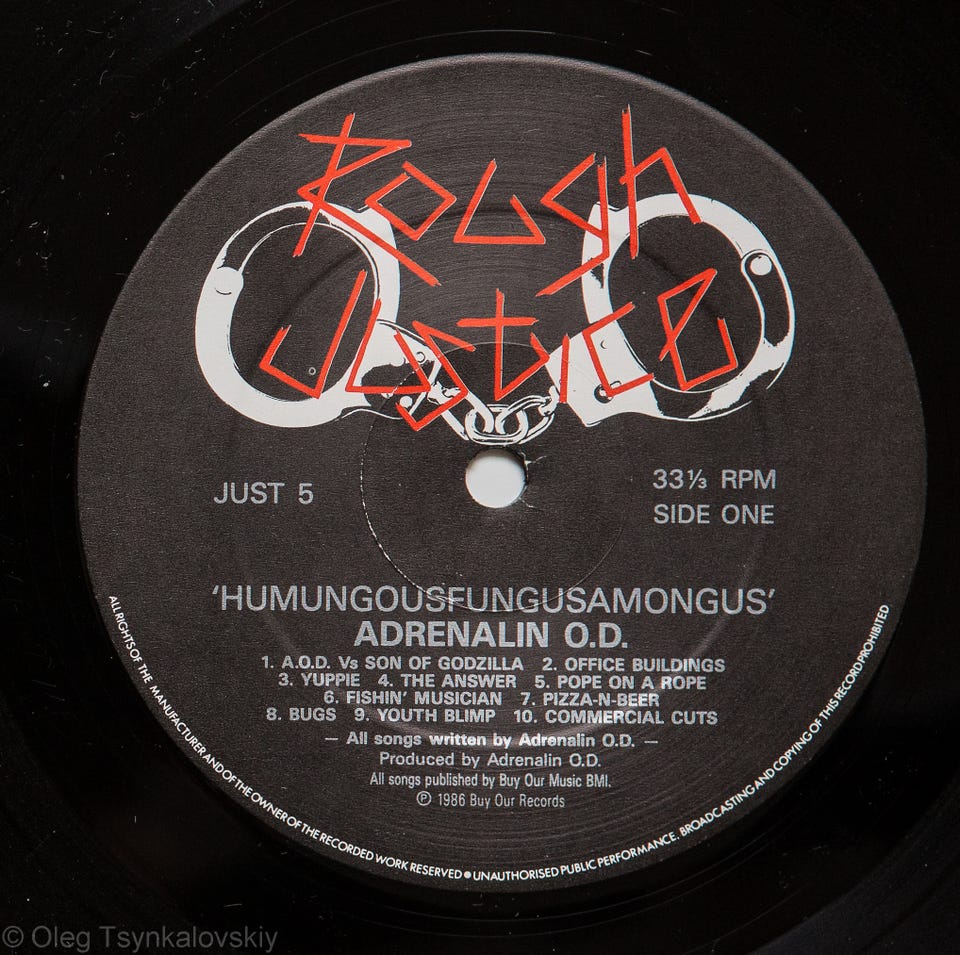 Rough
Justice
JUST 5
33⅓ RPM
SIDE ONE
'HUMUNGOUSFUNGUSAMONGUS'
ADRENALIN O.D.
1. A.O.D. Vs SON OF GODZILLA 2. OFFICE BUILDINGS
3. YUPPIE 4. THE ANSWER 5. POPE ON A ROPE
6. FISHIN' MUSICIAN 7. PIZZA-N-BEER
8. BUGS 9. YOUTH BLIMP 10. COMMERCIAL CUTS
— All songs written by Adrenalin O.D. —
Produced by Adrenalin O.D.
All songs published by Buy Our Music BMI.
℗ 1986 Buy Our Records
ALL RIGHTS OF THE MANUFACTURER AND OF THE OWNER OF THE RECORDED WORK RESERVED ● UNAUTHORISED PUBLIC PERFORMANCE. BROADCASTING AND COPYING OF THIS RECORD PROHIBITED
© Oleg Tsynkalovskiy